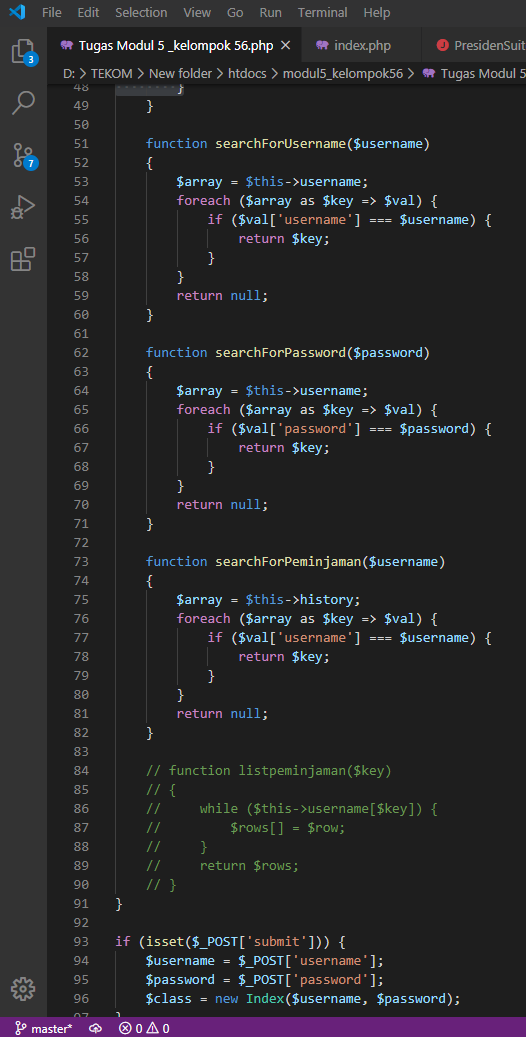 File Edit Selection View Go Run Terminal Help
Tugas Modul 5 _kelompok 56.php index.php PresidenSuit
D: > TEKOM > New folder > htdocs > modul5_kelompok56 > Tugas Modul 5
48 }
49 }
50
51 function searchForUsername($username)
52 {
53 $array = $this->username;
54 foreach ($array as $key => $val) {
55 if ($val['username'] === $username) {
56 return $key;
57 }
58 }
59 return null;
60 }
61
62 function searchForPassword($password)
63 {
64 $array = $this->username;
65 foreach ($array as $key => $val) {
66 if ($val['password'] === $password) {
67 return $key;
68 }
69 }
70 return null;
71 }
72
73 function searchForPeminjaman($username)
74 {
75 $array = $this->history;
76 foreach ($array as $key => $val) {
77 if ($val['username'] === $username) {
78 return $key;
79 }
80 }
81 return null;
82 }
83
84 // function listpeminjaman($key)
85 // {
86 // while ($this->username[$key]) {
87 // $rows[] = $row;
88 // }
89 // return $rows;
90 // }
91 }
92
93 if (isset($_POST['submit'])) {
94 $username = $_POST['username'];
95 $password = $_POST['password'];
96 $class = new Index($username, $password);
97 }
3
7
master* 0 0